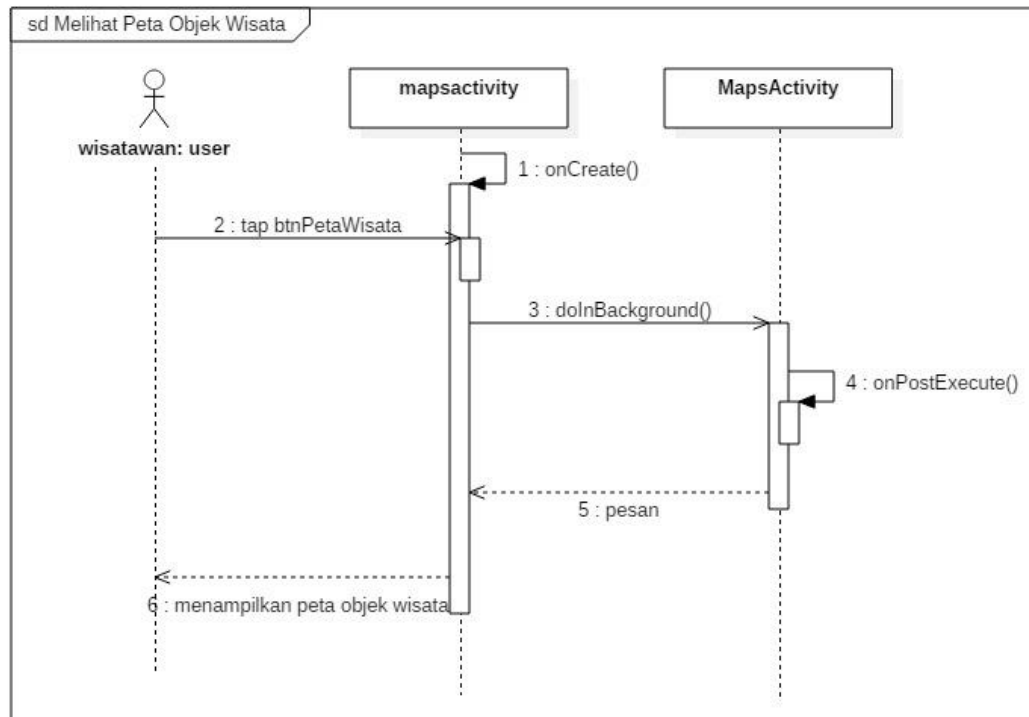 sd Melihat Peta Objek Wisata
mapsactivity
MapsActivity
wisatawan: user
1 : onCreate()
2 : tap btnPetaWisata
3 : doInBackground()
4 : onPostExecute()
5 : pesan
6 : menampilkan peta objek wisata